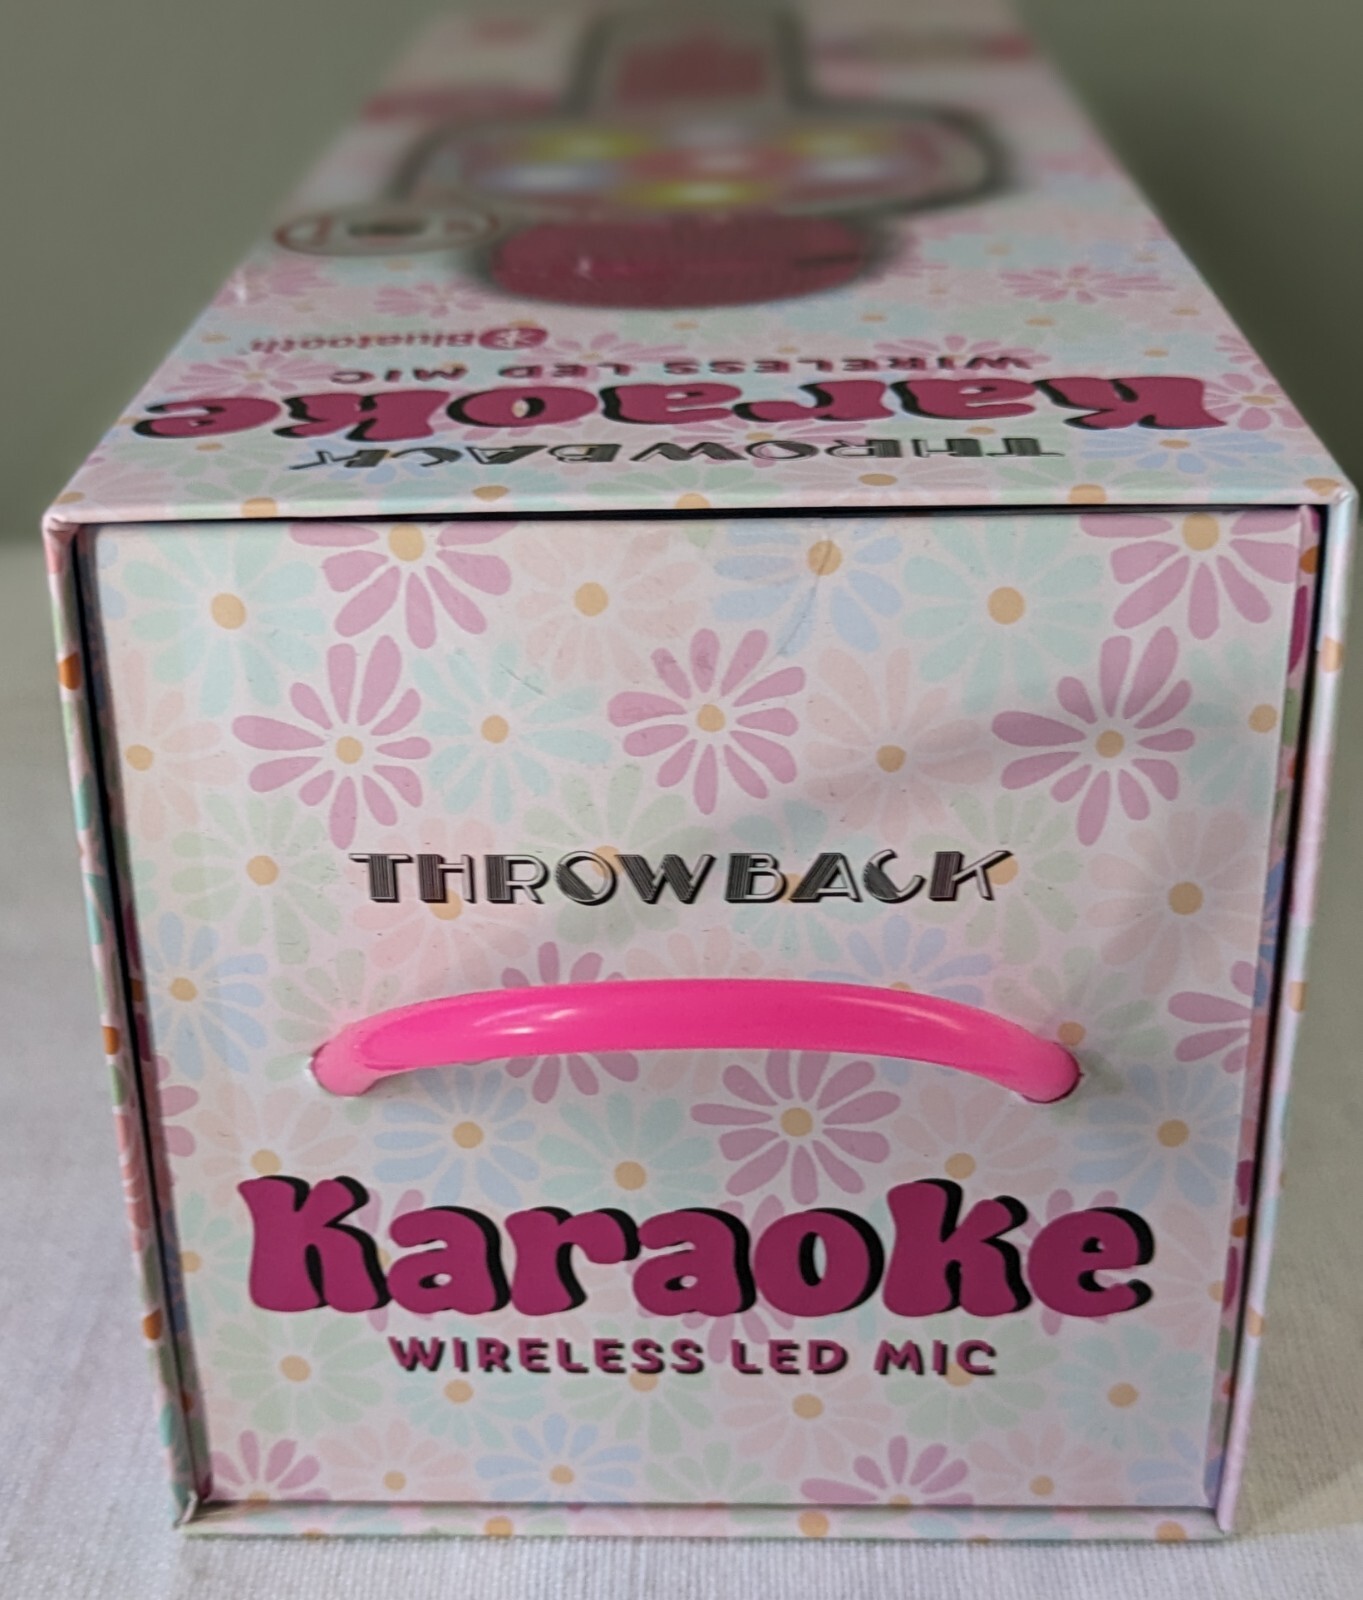 Bluetooth
WIRELESS LED MIC
Karaoke
THROWBACK
THROWBACK
Karaoke
WIRELESS LED MIC